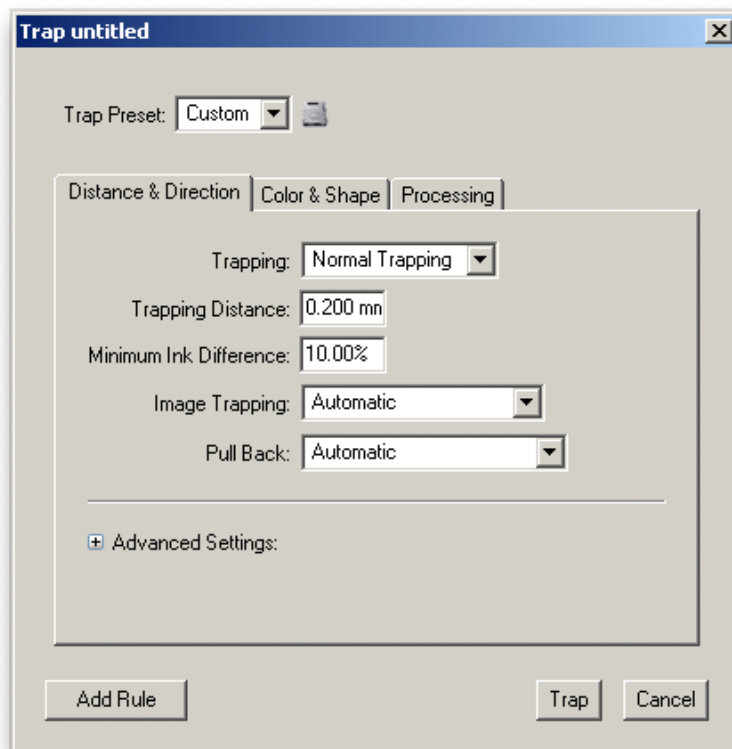 Trap untitled
Trap Preset: Custom
Distance & Direction Color & Shape Processing
Trapping: Normal Trapping
Trapping Distance: 0.200 mn
Minimum Ink Difference: 10.00%
Image Trapping: Automatic
Pull Back: Automatic
Advanced Settings:
Add Rule Trap Cancel